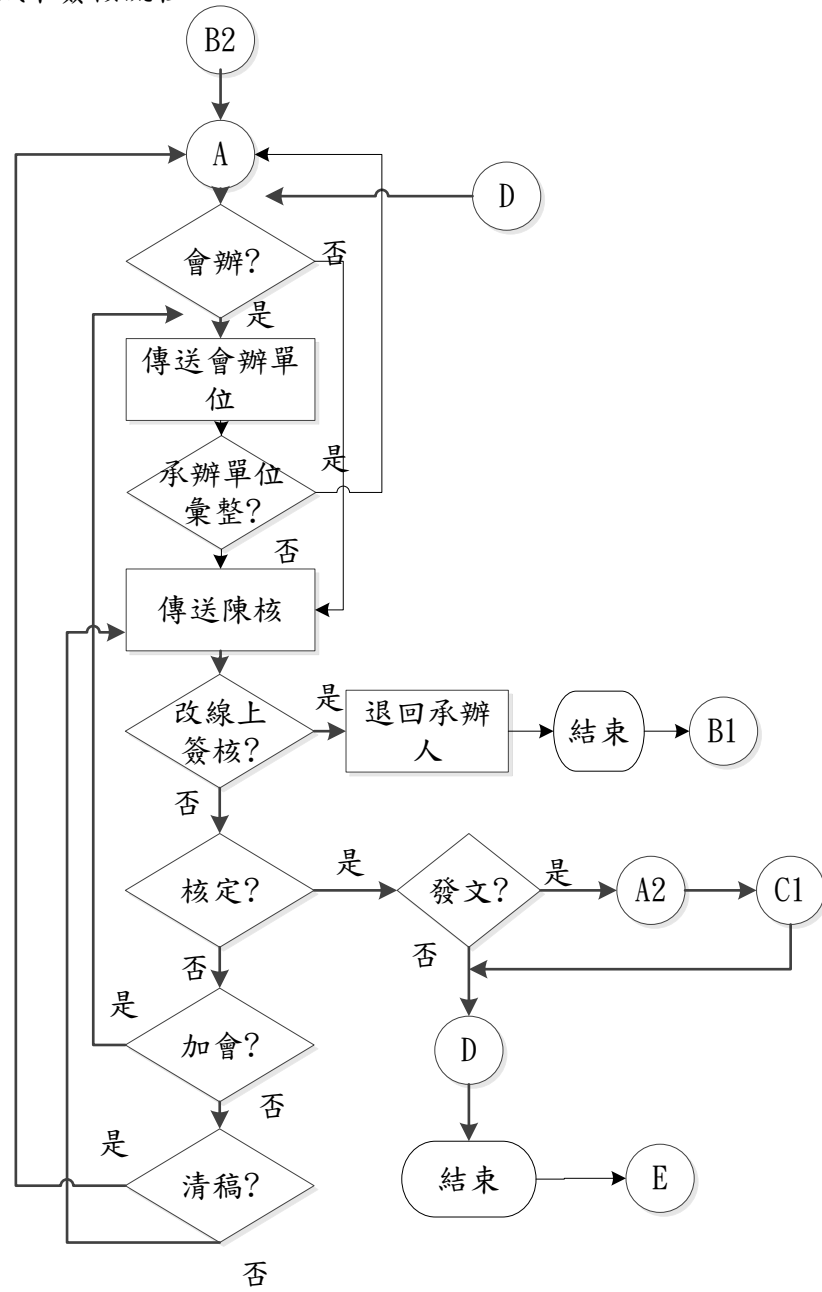 B2
A
D
會辦?
否
是
傳送會辦單
位
承辦單位
彙整?
是
否
傳送陳核
改線上
簽核?
是
退回承辦
人
結束
B1
否
核定?
是
發文?
是
A2
C1
否
否
是
加會?
D
否
是
清稿?
結束
E
否